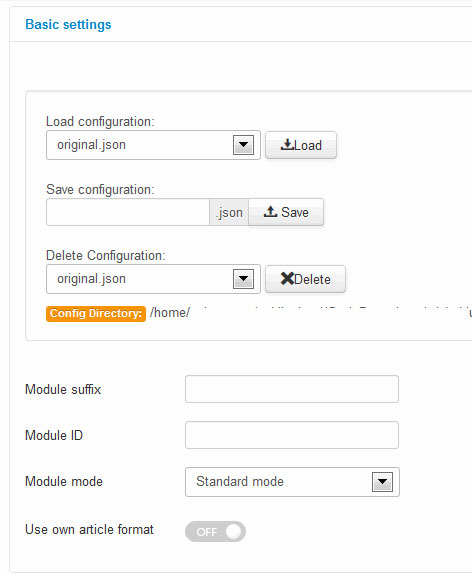 Basic settings
Load configuration:
original.json
Load
Save configuration:
.json
Save
Delete Configuration:
original.json
Delete
Config Directory: /home/
Module suffix
Module ID
Module mode
Standard mode
Use own article format
OFF